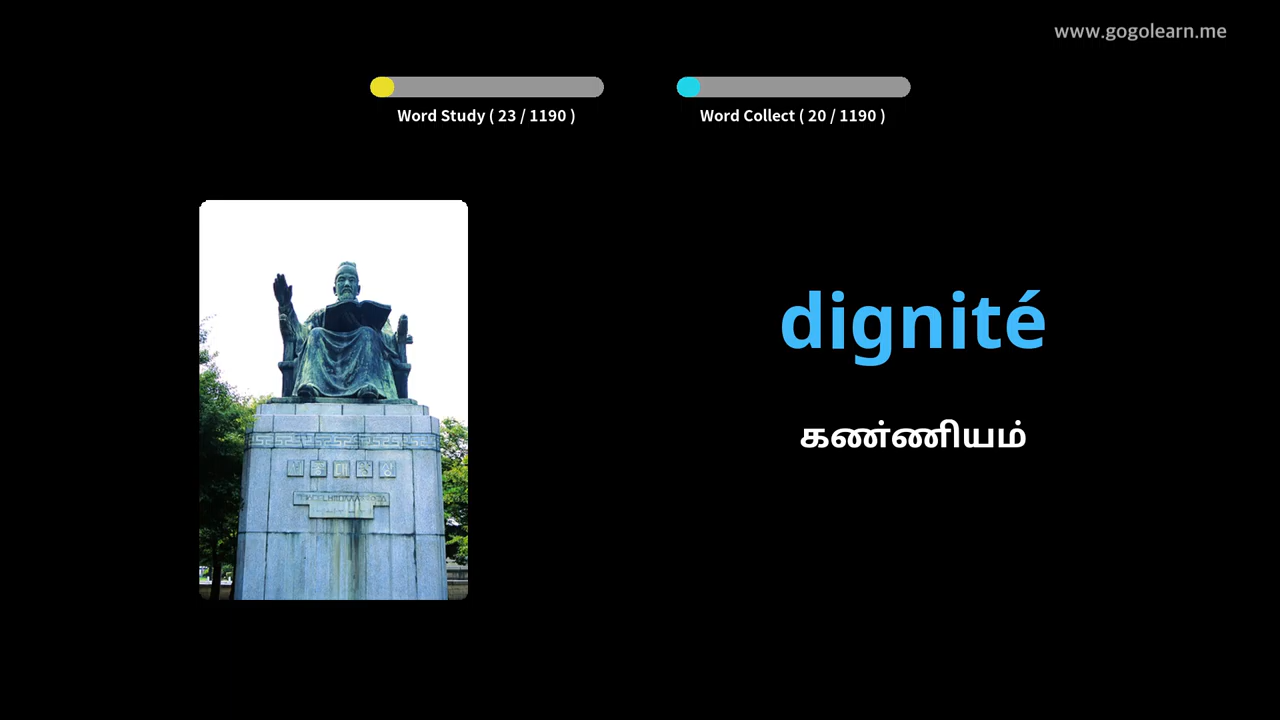 www.gogolearn.me
Word Study ( 23 / 1190 )
Word Collect ( 20 / 1190 )
dignité
கண்ணியம்